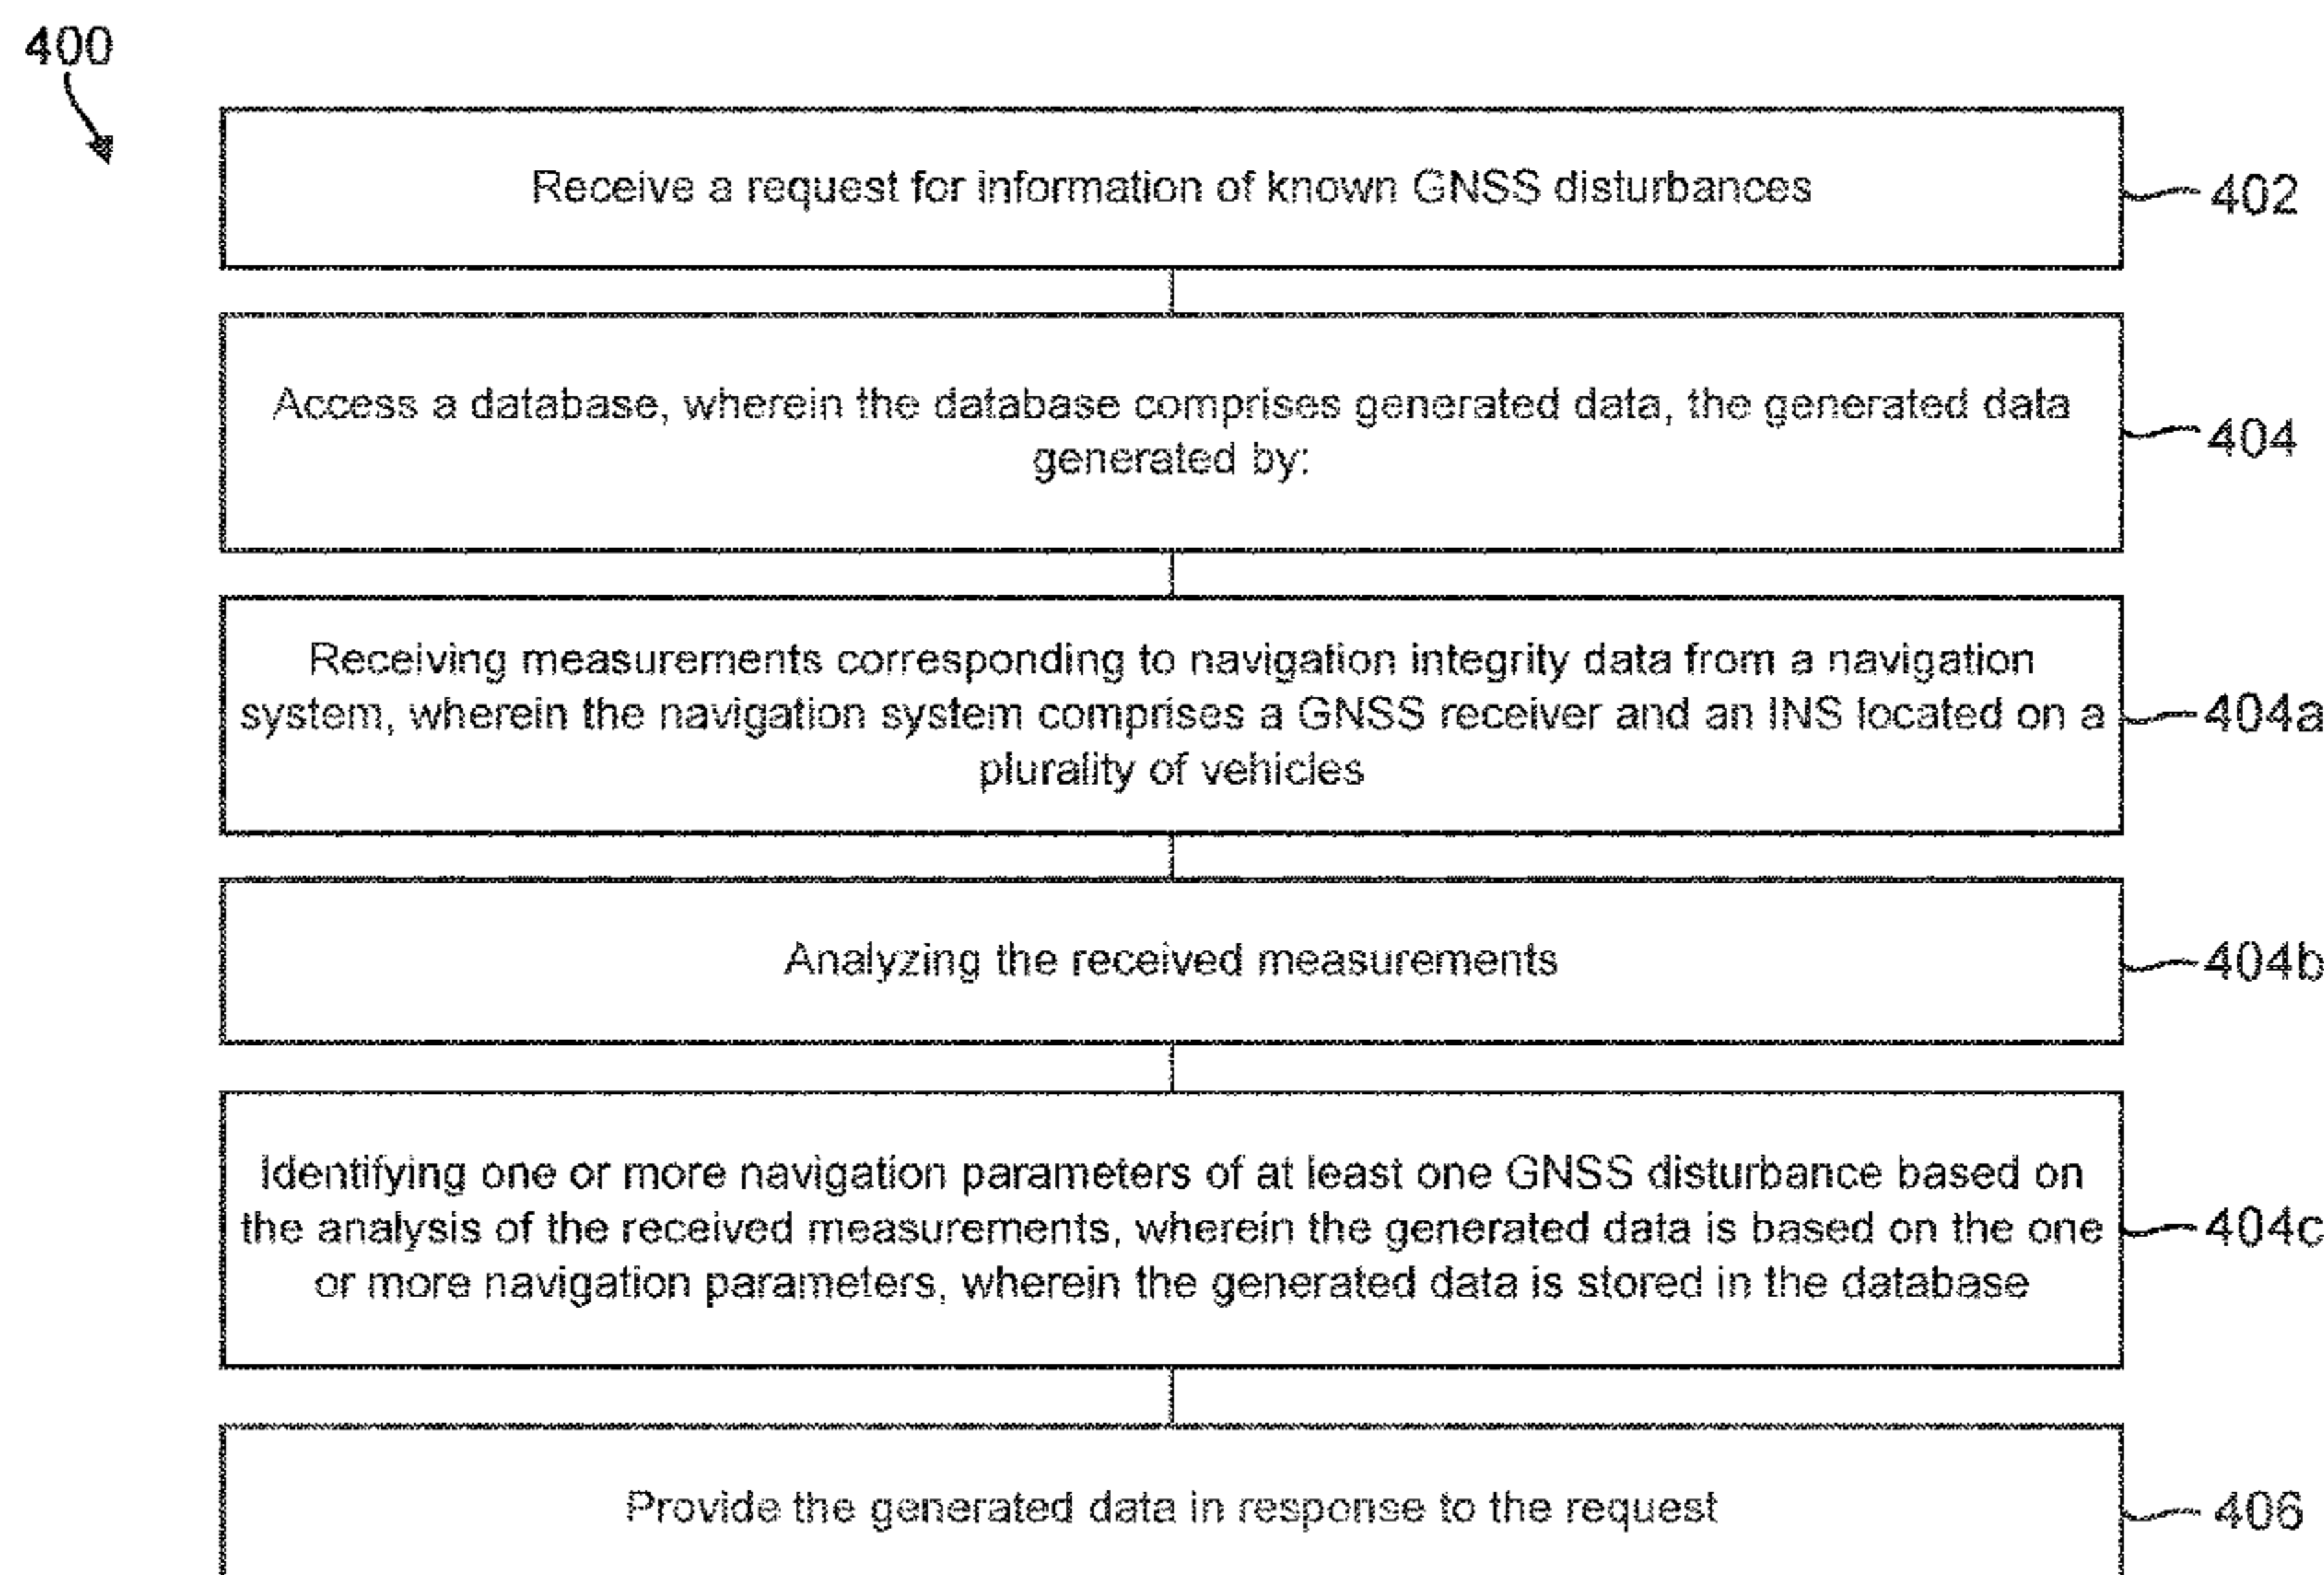 400
Receive a request for information of known GNSS disturbances
402
Access a database, wherein the database comprises generated data, the generated data
generated by:
404
Receiving measurements corresponding to navigation integrity data from a navigation
system, wherein the navigation system comprises a GNSS receiver and an INS located on a
plurality of vehicles
404a
Analyzing the received measurements
404b
Identifying one or more navigation parameters of at least one GNSS disturbance based on
the analysis of the received measurements, wherein the generated data is based on the one
or more navigation parameters, wherein the generated data is stored in the database
404c
Provide the generated data in response to the request
406